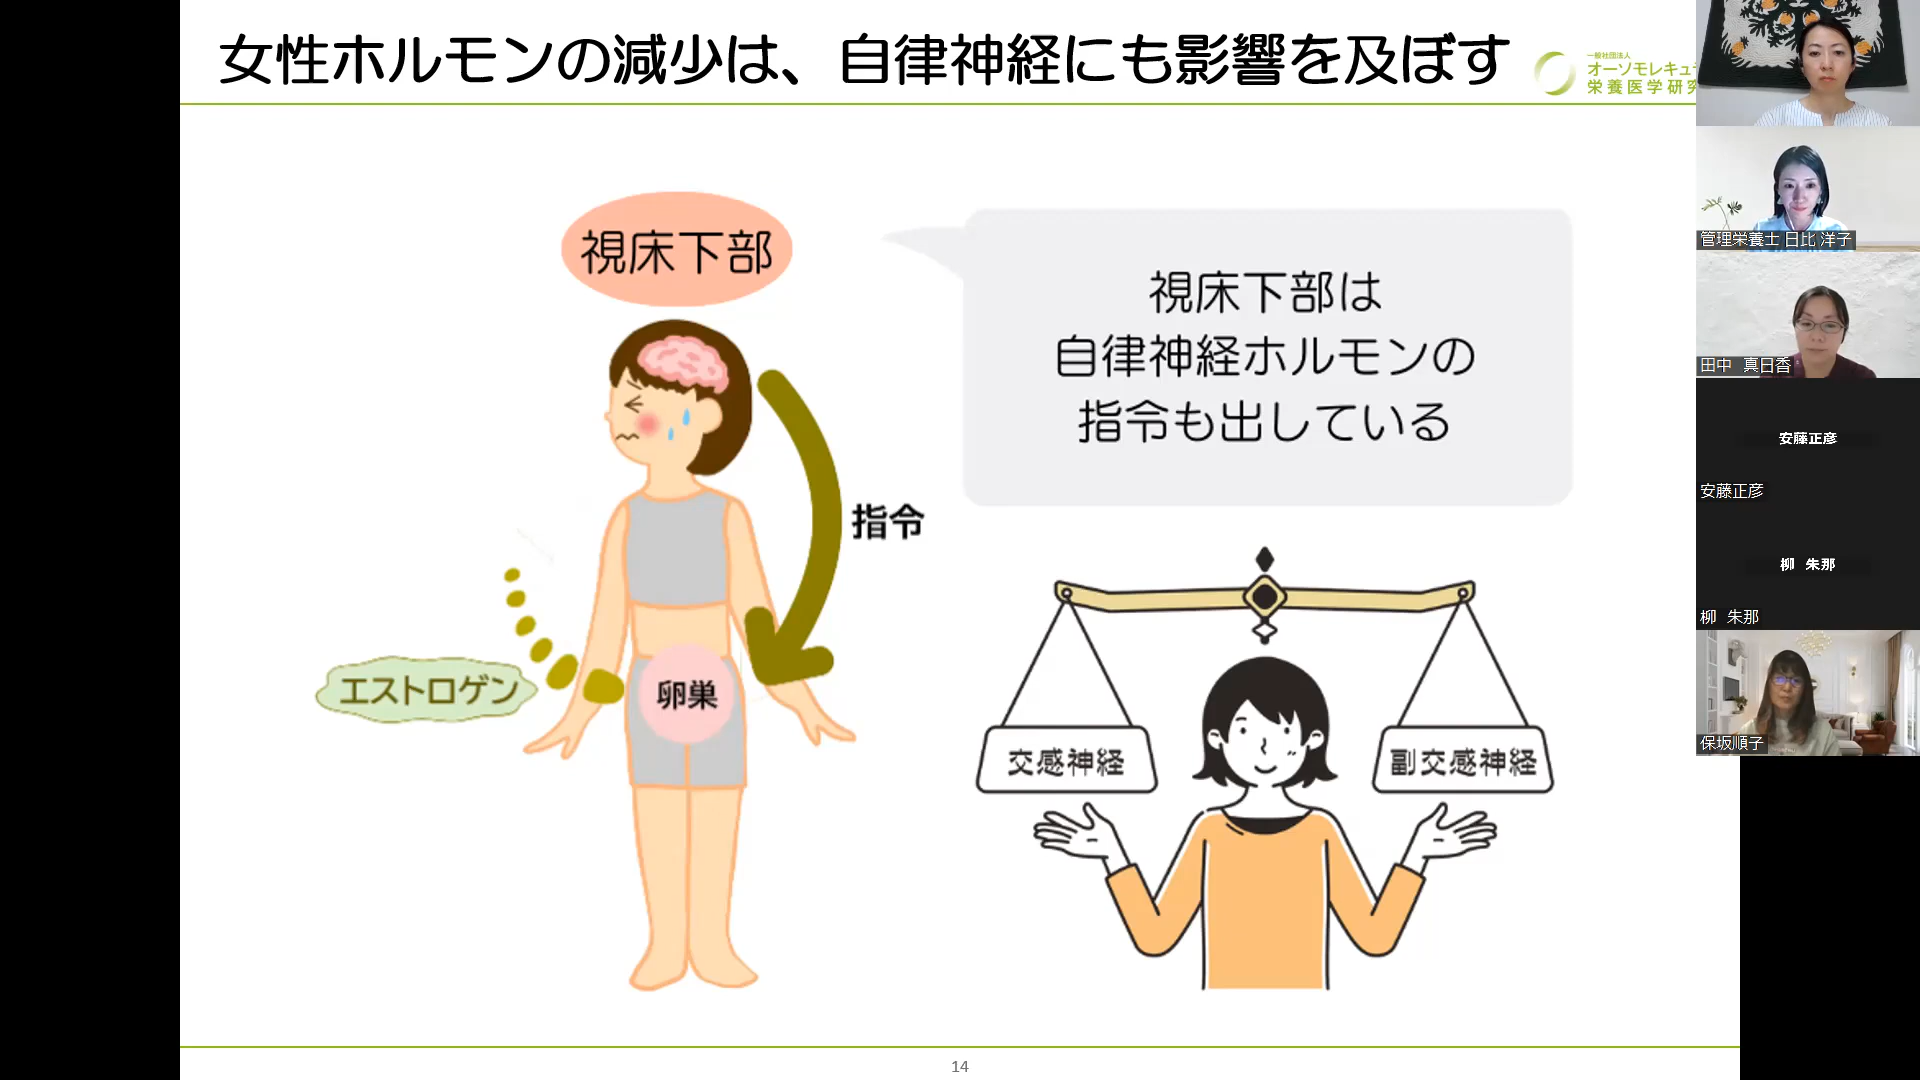 女性ホルモンの減少は、自律神経にも影響を及ぼす
一般社団法人
オーソモレキュ
栄養医学研究
視床下部
視床下部は
自律神経ホルモンの
指令も出している
指令
エストロゲン
卵巣
交感神経
副交感神経
14
管理栄養士 日比 洋子
田中 真日香
安藤正彦
安藤正彦
柳 朱那
柳 朱那
保坂順子